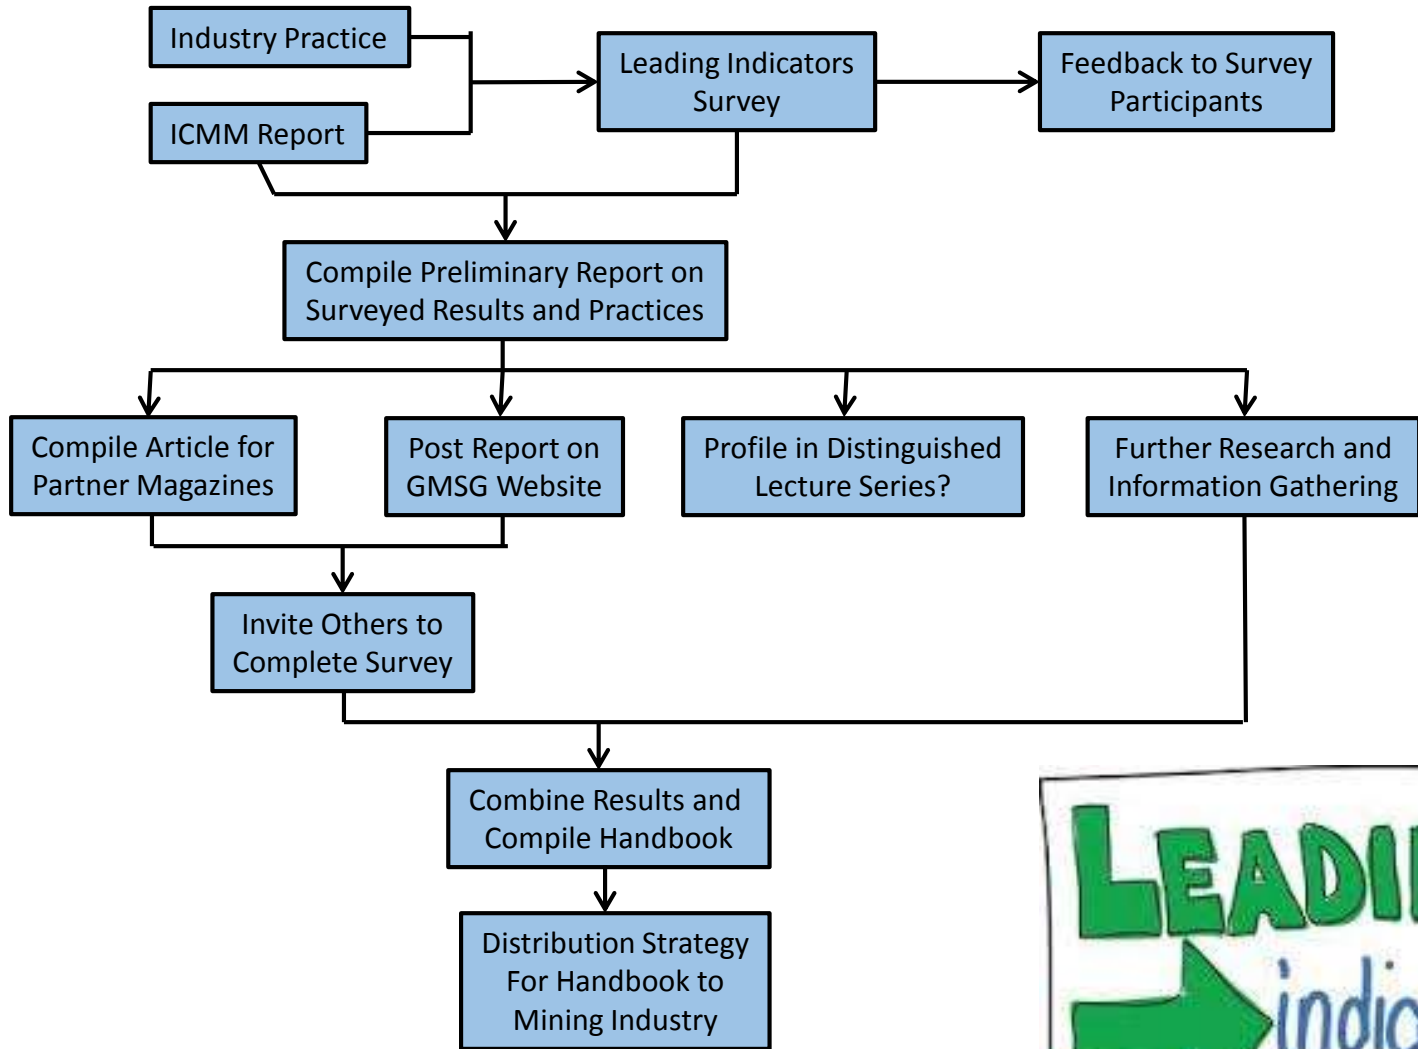 Industry Practice
Leading Indicators
Survey
Feedback to Survey
Participants
ICMM Report
Compile Preliminary Report on
Surveyed Results and Practices
Compile Article for
Partner Magazines
Post Report on
GMSG Website
Profile in Distinguished
Lecture Series?
Further Research and
Information Gathering
Invite Others to
Complete Survey
Combine Results and
Compile Handbook
Distribution Strategy
For Handbook to
Mining Industry